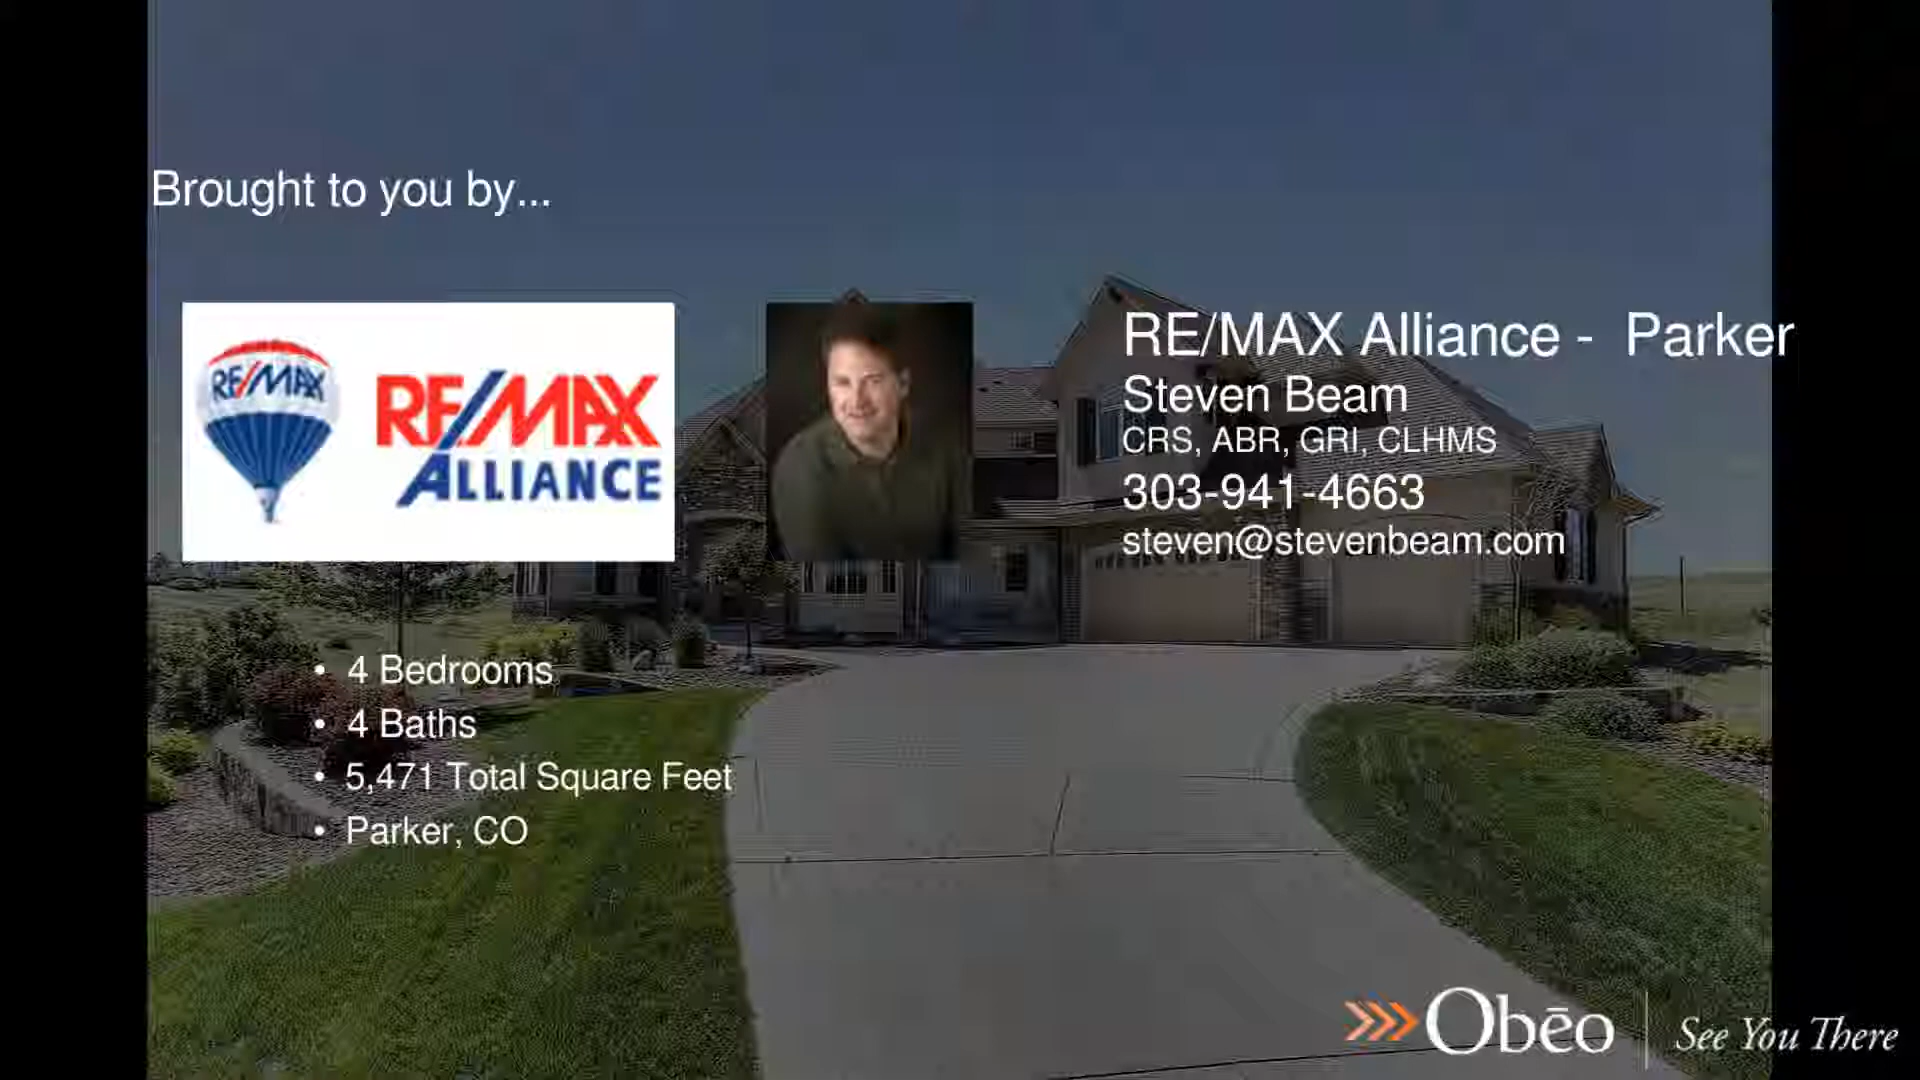 Brought to you by...
RE/MAX
RE/MAX
ALLIANCE
RE/MAX Alliance - Parker
Steven Beam
CRS, ABR, GRI, CLHMS
303-941-4663
steven@stevenbeam.com
• 4 Bedrooms
• 4 Baths
• 5,471 Total Square Feet
• Parker, CO
Obēo
See You There